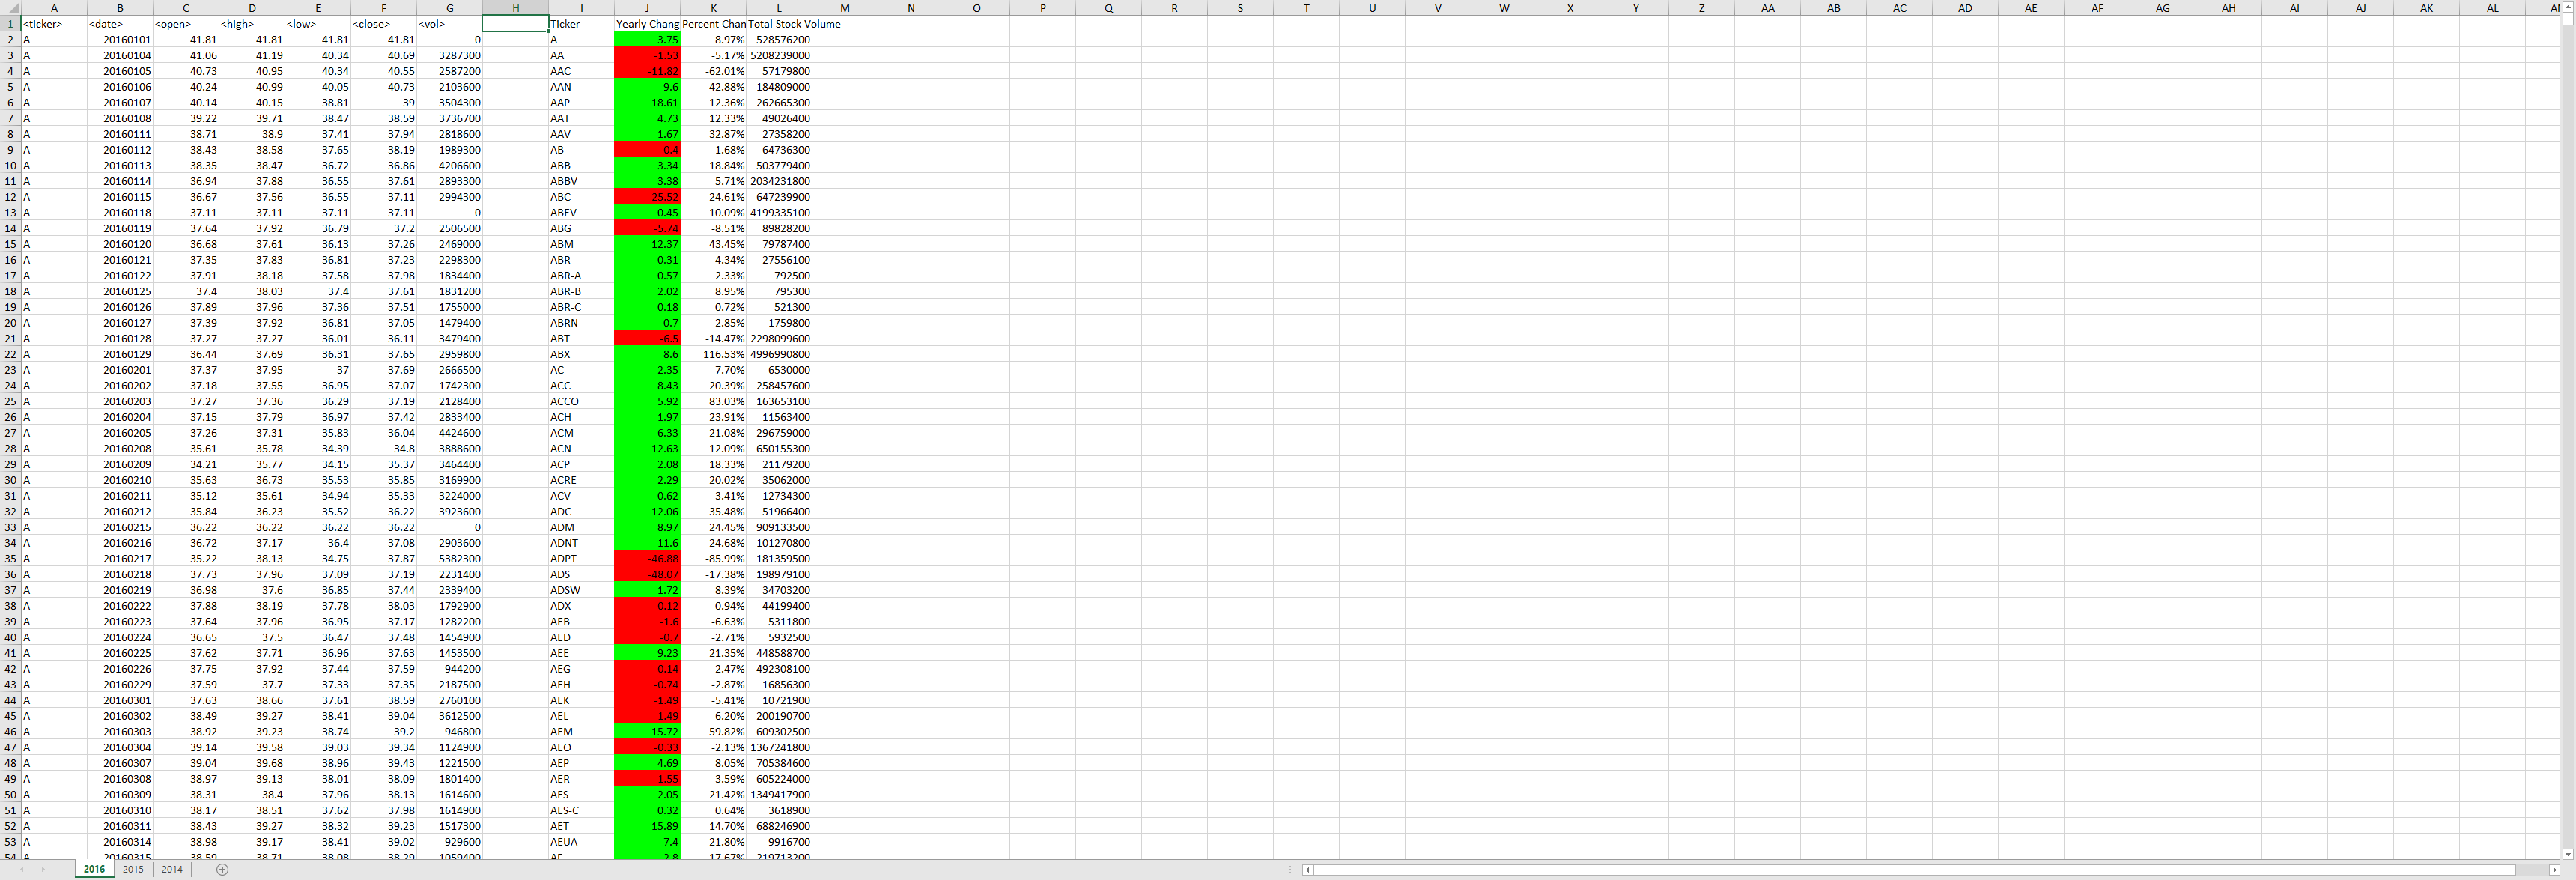 A B C D E F G H I J K L M N O P Q R S T U V W X Y Z AA AB AC AD AE AF AG AH AI AJ AK AL
1 <ticker> <date> <open> <high> <low> <close> <vol> Ticker Yearly Chang Percent Chan Total Stock Volume
2 A 20160101 41.81 41.81 41.81 41.81 0 A 3.75 8.97% 528576200
3 A 20160104 41.06 41.19 40.34 40.69 3287300 AA -1.53 -5.17% 5208239000
4 A 20160105 40.73 40.95 40.34 40.55 2587200 AAC -11.82 -62.01% 57179800
5 A 20160106 40.24 40.99 40.05 40.73 2103600 AAN 9.6 42.88% 184809000
6 A 20160107 40.14 40.15 38.81 39 3504300 AAP 18.61 12.36% 262665300
7 A 20160108 39.22 39.71 38.47 38.59 3736700 AAT 4.73 12.33% 49026400
8 A 20160111 38.71 38.9 37.41 37.94 2818600 AAV 1.67 32.87% 27358200
9 A 20160112 38.43 38.58 37.65 38.19 1989300 AB -0.4 -1.68% 64736300
10 A 20160113 38.35 38.47 36.72 36.86 4206600 ABB 3.34 18.84% 503779400
11 A 20160114 36.94 37.88 36.55 37.61 2893300 ABBV 3.38 5.71% 2034231800
12 A 20160115 36.67 37.56 36.55 37.11 2994300 ABC -25.52 -24.61% 647239900
13 A 20160118 37.11 37.11 37.11 37.11 0 ABEV 0.45 10.09% 4199335100
14 A 20160119 37.64 37.92 36.79 37.2 2506500 ABG -5.74 -8.51% 89828200
15 A 20160120 36.68 37.61 36.13 37.26 2469000 ABM 12.37 43.45% 79787400
16 A 20160121 37.35 37.83 36.81 37.23 2298300 ABR 0.31 4.34% 27556100
17 A 20160122 37.91 38.18 37.58 37.98 1834400 ABR-A 0.57 2.33% 792500
18 A 20160125 37.4 38.03 37.4 37.61 1831200 ABR-B 2.02 8.95% 795300
19 A 20160126 37.89 37.96 37.36 37.51 1755000 ABR-C 0.18 0.72% 521300
20 A 20160127 37.39 37.92 36.81 37.05 1479400 ABRN 0.7 2.85% 1759800
21 A 20160128 37.27 37.27 36.01 36.11 3479400 ABT -6.5 -14.47% 2298099600
22 A 20160129 36.44 37.69 36.31 37.65 2959800 ABX 8.6 116.53% 4996990800
23 A 20160201 37.37 37.95 37 37.69 2666500 AC 2.35 7.70% 6530000
24 A 20160202 37.18 37.55 36.95 37.07 1742300 ACC 8.43 20.39% 258457600
25 A 20160203 37.27 37.36 36.29 37.19 2128400 ACCO 5.92 83.03% 163653100
26 A 20160204 37.15 37.79 36.97 37.42 2833400 ACH 1.97 23.91% 11563400
27 A 20160205 37.26 37.31 35.83 36.04 4424600 ACM 6.33 21.08% 296759000
28 A 20160208 35.61 35.78 34.39 34.8 3888600 ACN 12.63 12.09% 650155300
29 A 20160209 34.21 35.77 34.15 35.37 3464400 ACP 2.08 18.33% 21179200
30 A 20160210 35.63 36.73 35.53 35.85 3169900 ACRE 2.29 20.02% 35062000
31 A 20160211 35.12 35.61 34.94 35.33 3224000 ACV 0.62 3.41% 12734300
32 A 20160212 35.84 36.23 35.52 36.22 3923600 ADC 12.06 35.48% 51966400
33 A 20160215 36.22 36.22 36.22 36.22 0 ADM 8.97 24.45% 909133500
34 A 20160216 36.72 37.17 36.4 37.08 2903600 ADNT 11.6 24.68% 101270800
35 A 20160217 35.22 38.13 34.75 37.87 5382300 ADPT -46.88 -85.99% 181359500
36 A 20160218 37.73 37.96 37.09 37.19 2231400 ADS -48.07 -17.38% 198979100
37 A 20160219 36.98 37.6 36.85 37.44 2339400 ADSW 1.72 8.39% 34703200
38 A 20160222 37.88 38.19 37.78 38.03 1792900 ADX -0.12 -0.94% 44199400
39 A 20160223 37.64 37.96 36.95 37.17 1282200 AEB -1.6 -6.63% 5311800
40 A 20160224 36.65 37.5 36.47 37.48 1454900 AED -0.7 -2.71% 5932500
41 A 20160225 37.62 37.71 36.96 37.63 1453500 AEE 9.23 21.35% 448588700
42 A 20160226 37.75 37.92 37.44 37.59 944200 AEG -0.14 -2.47% 492308100
43 A 20160229 37.59 37.7 37.33 37.35 2187500 AEH -0.74 -2.87% 16856300
44 A 20160301 37.63 38.66 37.61 38.59 2760100 AEK -1.49 -5.41% 10721900
45 A 20160302 38.49 39.27 38.41 39.04 3612500 AEL -1.49 -6.20% 200190700
46 A 20160303 38.92 39.23 38.74 39.2 946800 AEM 15.72 59.82% 609302500
47 A 20160304 39.14 39.58 39.03 39.34 1124900 AEO -0.33 -2.13% 1367241800
48 A 20160307 39.04 39.68 38.96 39.43 1221500 AEP 4.69 8.05% 705384600
49 A 20160308 38.97 39.13 38.01 38.09 1801400 AER -1.55 -3.59% 605224000
50 A 20160309 38.31 38.4 37.96 38.13 1614600 AES 2.05 21.42% 1349417900
51 A 20160310 38.17 38.51 37.62 37.98 1614900 AES-C 0.32 0.64% 3618900
52 A 20160311 38.43 39.27 38.32 39.23 1517300 AET 15.89 14.70% 688246900
53 A 20160314 38.98 39.17 38.41 39.02 929600 AEUA 7.4 21.80% 9916700
54 A 20160315 38.59 38.71 38.08 38.29 1059400 AF 2.8 17.67% 219713200
2016 2015 2014